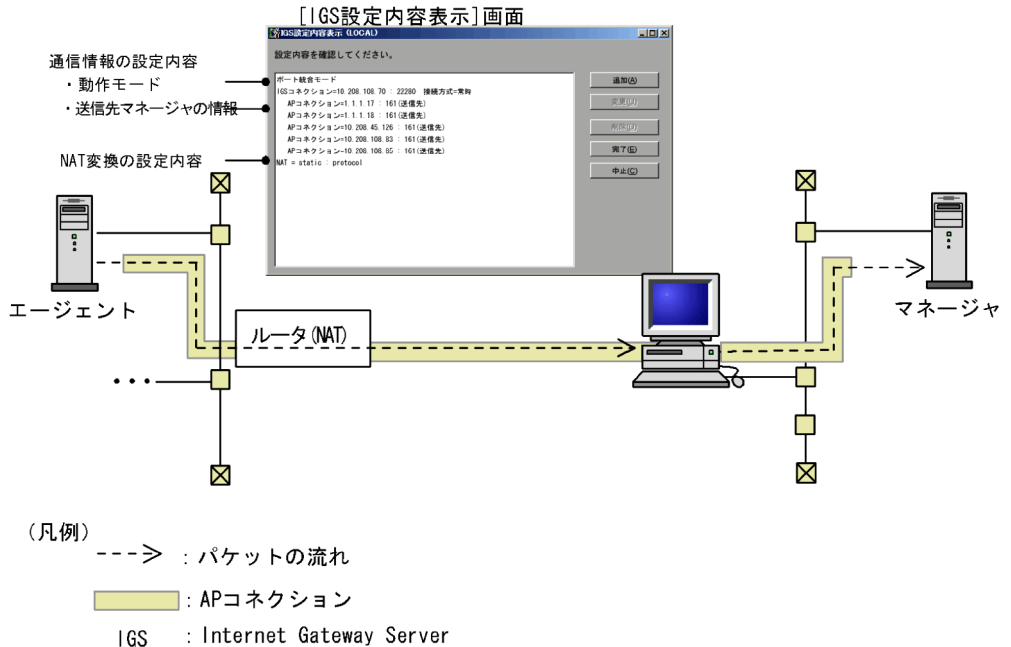 [IGS設定内容表示]画面
IGS設定内容表示 (LOCAL)
設定内容を確認してください。
通信情報の設定内容
・動作モード
・送信先マネージャの情報
NAT変換の設定内容
ポート統合モード
IGSコネクション=10.208.108.70 : 22280 接続方式=常時
APコネクション=1.1.1.17 : 161(送信先)
APコネクション=1.1.1.18 : 161(送信先)
APコネクション=10.208.45.126 : 161(送信先)
APコネクション=10.208.108.83 : 161(送信先)
APコネクション=10.208.108.85 : 161(送信先)
NAT = static : protocol
追加(A)
変更(U)
削除(D)
完了(E)
中止(C)
エージェント
ルータ(NAT)
マネージャ
・・・
(凡例)
: パケットの流れ
: APコネクション
IGS : Internet Gateway Server